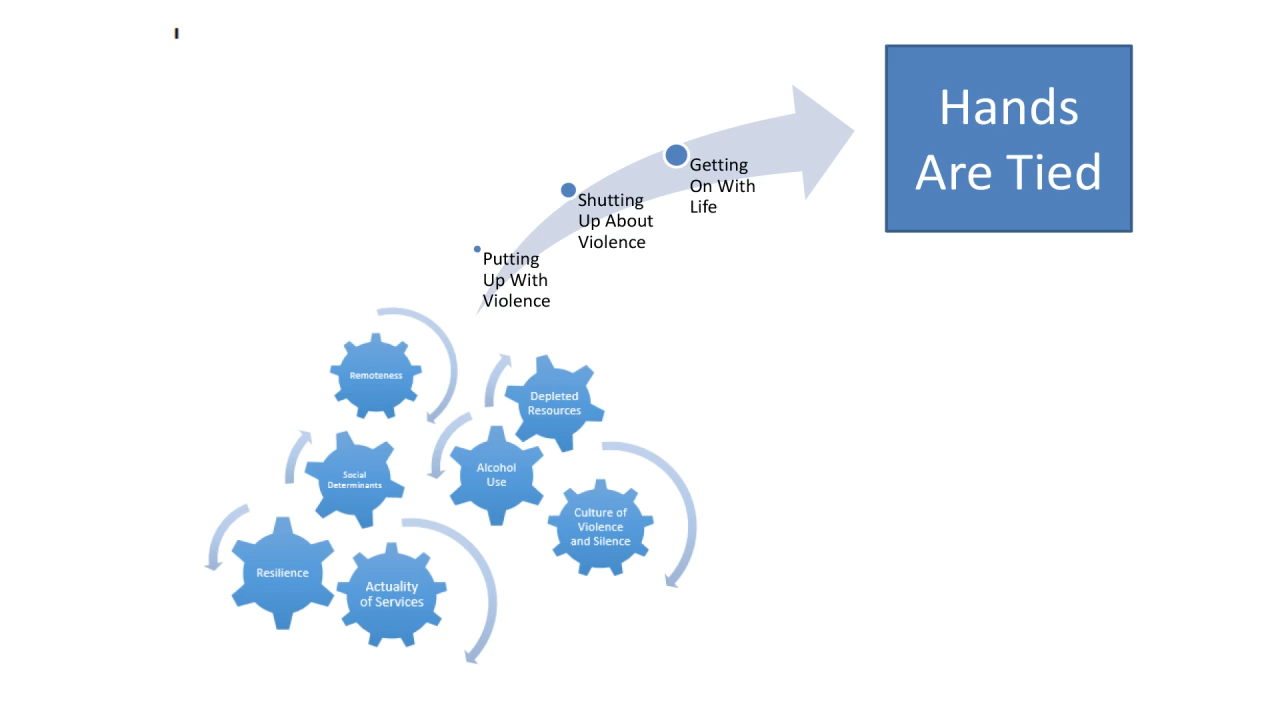 Hands
Are Tied
Getting
On With
Life
Shutting
Up About
Violence
Putting
Up With
Violence
Remoteness
Depleted
Resources
Social
Determinants
Alcohol
Use
Culture of
Violence
and Silence
Resilience
Actuality
of Services